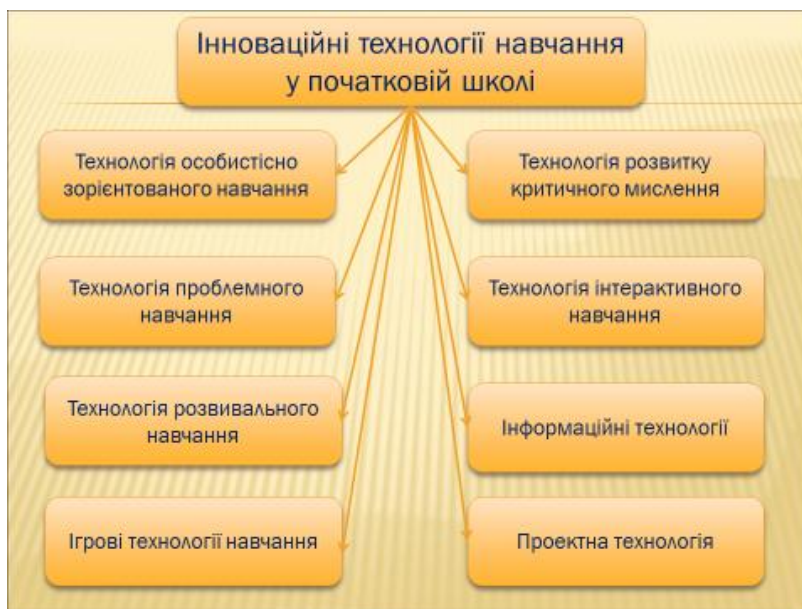 Інноваційні технології навчання
у початковій школі
Технологія особистісно
зорієнтованого навчання
Технологія розвитку
критичного мислення
Технологія проблемного
навчання
Технологія інтерактивного
навчання
Технологія розвивального
навчання
Інформаційні технології
Ігрові технології навчання
Проектна технологія